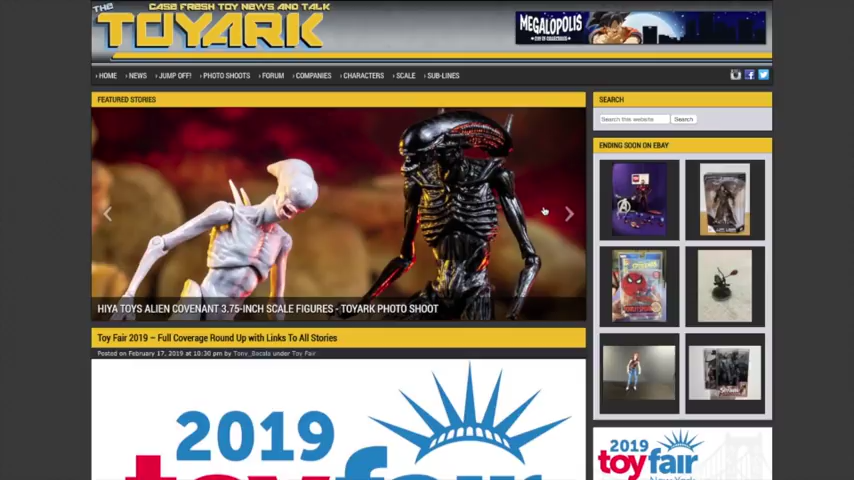 THE
CASE FRESH TOY NEWS AND TALK
TOYARK
MEGALOPOLIS
› HOME › NEWS › JUMP OFF! › PHOTO SHOOTS › FORUM › COMPANIES › CHARACTERS › SCALE › SUB-LINES
FEATURED STORIES
HIYA TOYS ALIEN COVENANT 3.75-INCH SCALE FIGURES - TOYARK PHOTO SHOOT
Toy Fair 2019 – Full Coverage Round Up with Links To All Stories
Posted on February 17, 2019 at 10:30 pm by Tony_Bacala under Toy Fair
2019
toyfair
SEARCH
Search this website
Search
ENDING SOON ON EBAY
2019
toyfair
New York